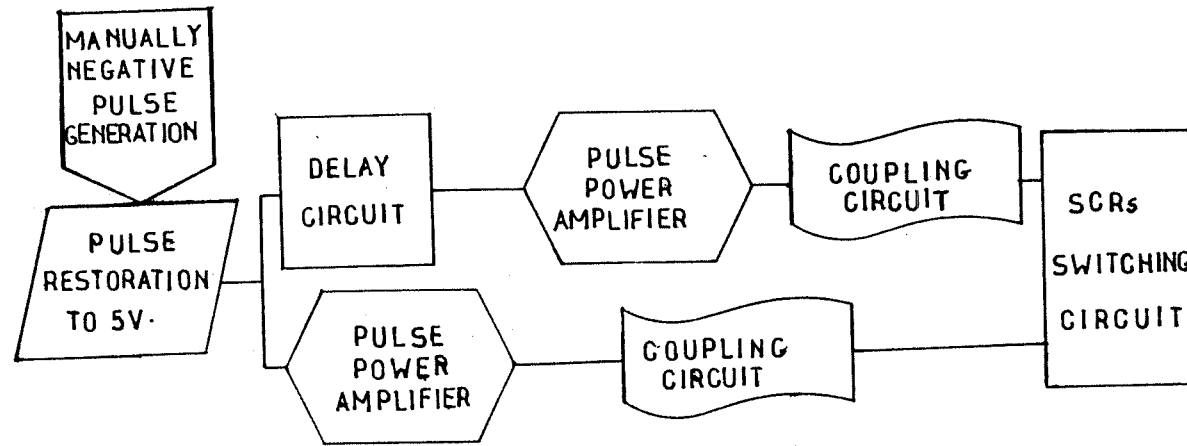 MANUALLY
NEGATIVE
PULSE
GENERATION
PULSE
RESTORATION
TO 5V.
DELAY
CIRCUIT
PULSE
POWER
AMPLIFIER
COUPLING
CIRCUIT
PULSE
POWER
AMPLIFIER
COUPLING
CIRCUIT
SCRs
SWITCHING
CIRCUIT